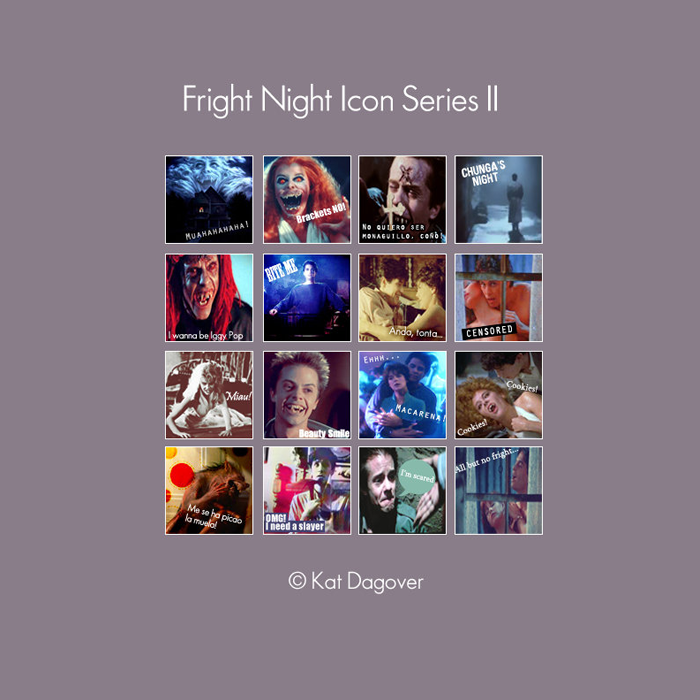 Fright Night Icon Series II
MUAHAHAHAHA!
Brackets NO!
No quiero ser
monaguillo, coño!
CHUNGA'S
NIGHT
I wanna be Iggy Pop
BITE ME
Anda, tonta...
CENSORED
Miau!
Beauty Smile
Ehhh...
Macarena!
Cookies!
Cookies!
Me se ha picao
la muela!
OMG!
I need a slayer
I'm scared
All but no fright...
© Kat Dagover